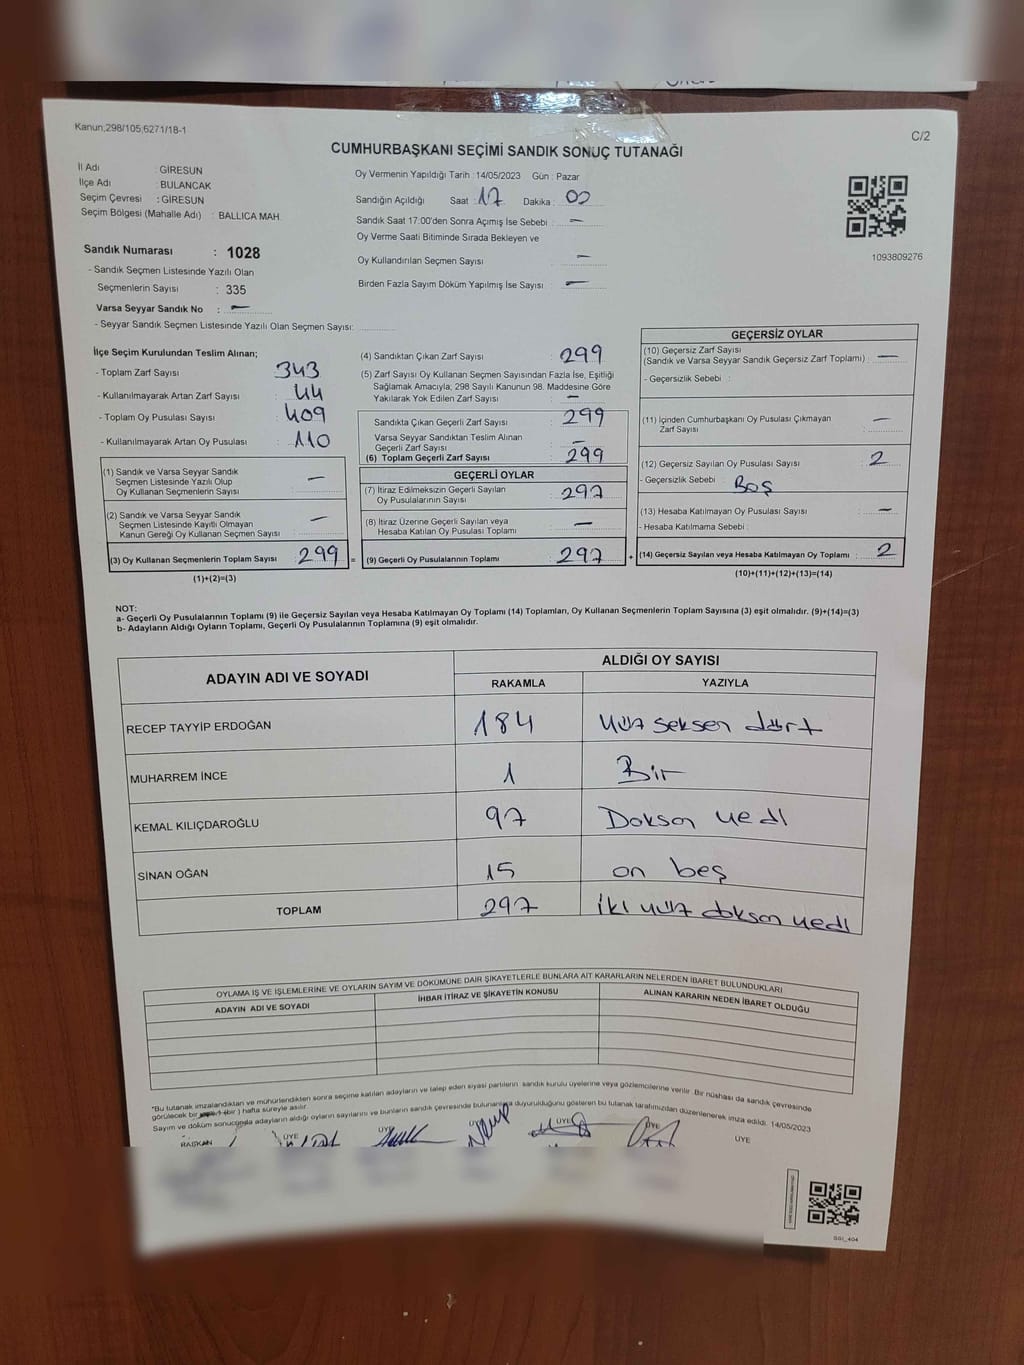 Kanun;298/105,6271/18-1
C/2
CUMHURBAŞKANI SEÇİMİ SANDIK SONUÇ TUTANAĞI
İl Adı : GİRESUN
İlçe Adı : BULANCAK
Seçim Çevresi : GİRESUN
Seçim Bölgesi (Mahalle Adı) : BALLICA MAH.
Sandık Numarası : 1028
- Sandık Seçmen Listesinde Yazılı Olan
Seçmenlerin Sayısı : 335
Varsa Seyyar Sandık No : —
- Seyyar Sandık Seçmen Listesinde Yazılı Olan Seçmen Sayısı:
Oy Vermenin Yapıldığı Tarih : 14/05/2023 Gün : Pazar
Sandığın Açıldığı Saat : 17 Dakika : 00
Sandık Saat 17:00'den Sonra Açımış İse Sebebi : —
Oy Verme Saati Bitiminde Sırada Bekleyen ve
Oy Kullandırılan Seçmen Sayısı : —
Birden Fazla Sayım Döküm Yapılmış İse Sayısı : —
1093809276
İlçe Seçim Kurulundan Teslim Alınan;
- Toplam Zarf Sayısı : 343
- Kullanılmayarak Artan Zarf Sayısı : 44
- Toplam Oy Pusulası Sayısı : 409
- Kullanılmayarak Artan Oy Pusulası : 110
(1) Sandık ve Varsa Seyyar Sandık
Seçmen Listesinde Yazılı Olup
Oy Kullanan Seçmenlerin Sayısı : —
(2) Sandık ve Varsa Seyyar Sandık
Seçmen Listesinde Kayıtlı Olmayan
Kanun Gereği Oy Kullanan Seçmen Sayısı : —
(3) Oy Kullanan Seçmenlerin Toplam Sayısı : 299
(1)+(2)=(3)
(4) Sandıktan Çıkan Zarf Sayısı : 299
(5) Zarf Sayısı Oy Kullanan Seçmen Sayısından Fazla İse, Eşitliği
Sağlamak Amacıyla; 298 Sayılı Kanunun 98. Maddesine Göre
Yakılarak Yok Edilen Zarf Sayısı : —
Sandıkta Çıkan Geçerli Zarf Sayısı : 299
Varsa Seyyar Sandıktan Teslim Alınan
Geçerli Zarf Sayısı : —
(6) Toplam Geçerli Zarf Sayısı : 299
GEÇERLİ OYLAR
(7) İtiraz Edilmeksizin Geçerli Sayılan
Oy Pusulalarının Sayısı : 297
(8) İtiraz Üzerine Geçerli Sayılan veya
Hesaba Katılan Oy Pusulası Toplamı : —
= (9) Geçerli Oy Pusulalarının Toplamı : 297
GEÇERSİZ OYLAR
(10) Geçersiz Zarf Sayısı
(Sandık ve Varsa Seyyar Sandık Geçersiz Zarf Toplamı) : —
- Geçersizlik Sebebi :
(11) İçinden Cumhurbaşkanı Oy Pusulası Çıkmayan
Zarf Sayısı : —
(12) Geçersiz Sayılan Oy Pusulası Sayısı : 2
- Geçersizlik Sebebi : Boş
(13) Hesaba Katılmayan Oy Pusulası Sayısı : —
- Hesaba Katılmama Sebebi :
+ (14) Geçersiz Sayılan veya Hesaba Katılmayan Oy Toplamı : 2
(10)+(11)+(12)+(13)=(14)
NOT:
a- Geçerli Oy Pusulalarının Toplamı (9) ile Geçersiz Sayılan veya Hesaba Katılmayan Oy Toplamı (14) Toplamları, Oy Kullanan Seçmenlerin Toplam Sayısına (3) eşit olmalıdır. (9)+(14)=(3)
b- Adayların Aldığı Oyların Toplamı, Geçerli Oy Pusulalarının Toplamına (9) eşit olmalıdır.
ADAYIN ADI VE SOYADI ALDIĞI OY SAYISI
RAKAMLA YAZIYLA
RECEP TAYYİP ERDOĞAN 184 yüz seksen dört
MUHARREM İNCE 1 Bir
KEMAL KILIÇDAROĞLU 97 Doksan yedi
SİNAN OĞAN 15 on beş
TOPLAM 297 iki yüz doksan yedi
OYLAMA İŞ VE İŞLEMLERİNE VE OYLARIN SAYIM VE DÖKÜMÜNE DAİR ŞİKAYETLERLE BUNLARA AİT KARARLARIN NELERDEN İBARET BULUNDUKLARI
ADAYIN ADI VE SOYADI İHBAR İTİRAZ VE ŞİKAYETİN KONUSU ALINAN KARARIN NEDEN İBARET OLDUĞU
"Bu tutanak imzalandıktan ve mühürlendikten sonra seçime katılan adayların ve talep eden siyasi partilerin sandık kurulu üyelerine veya gözlemcilerine verilir. Bir nüshası da sandık çevresinde
görülecek bir (bir) hafta süreyle asılır.
Sayım ve döküm sonucunda adayların aldığı oyların sayılarını ve bunların sandık çevresinde bulunanlara duyurulduğunu gösteren bu tutanak tarafımızdan düzenlenerek imza edildi. 14/05/2023
BAŞKAN ÜYE ÜYE ÜYE ÜYE ÜYE ÜYE
SGI_404